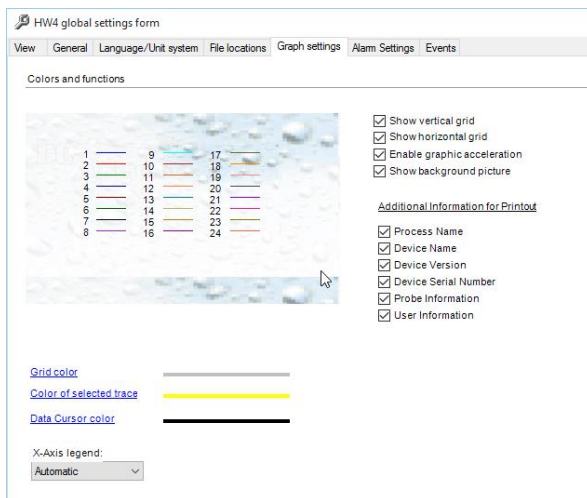 HW4 global settings form
View General Language/Unit system File locations Graph settings Alarm Settings Events
Colors and functions
1 9 17
2 10 18
3 11 19
4 12 20
5 13 21
6 14 22
7 15 23
8 16 24
Show vertical grid
Show horizontal grid
Enable graphic acceleration
Show background picture
Additional Information for Printout
Process Name
Device Name
Device Version
Device Serial Number
Probe Information
User Information
Grid color
Color of selected trace
Data Cursor color
X-Axis legend:
Automatic